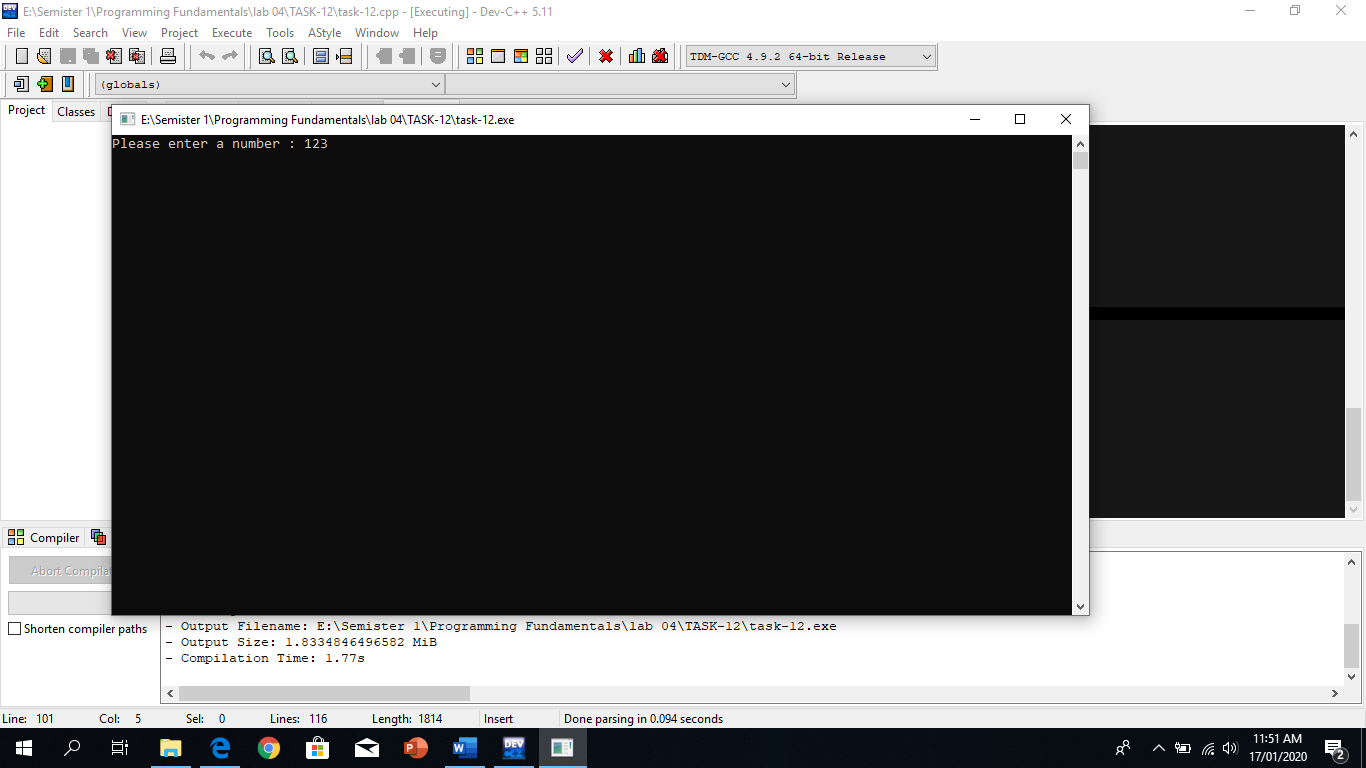 E:\Semister 1\Programming Fundamentals\lab 04\TASK-12\task-12.cpp - [Executing] - Dev-C++ 5.11
File Edit Search View Project Execute Tools AStyle Window Help
TDM-GCC 4.9.2 64-bit Release
(globals)
Project Classes
E:\Semister 1\Programming Fundamentals\lab 04\TASK-12\task-12.exe
Please enter a number : 123
Compiler
Abort Compilat
Shorten compiler paths
- Output Filename: E:\Semister 1\Programming Fundamentals\lab 04\TASK-12\task-12.exe
- Output Size: 1.8334846496582 MiB
- Compilation Time: 1.77s
Line: 101 Col: 5 Sel: 0 Lines: 116 Length: 1814 Insert Done parsing in 0.094 seconds
DEV
11:51 AM
17/01/2020
2